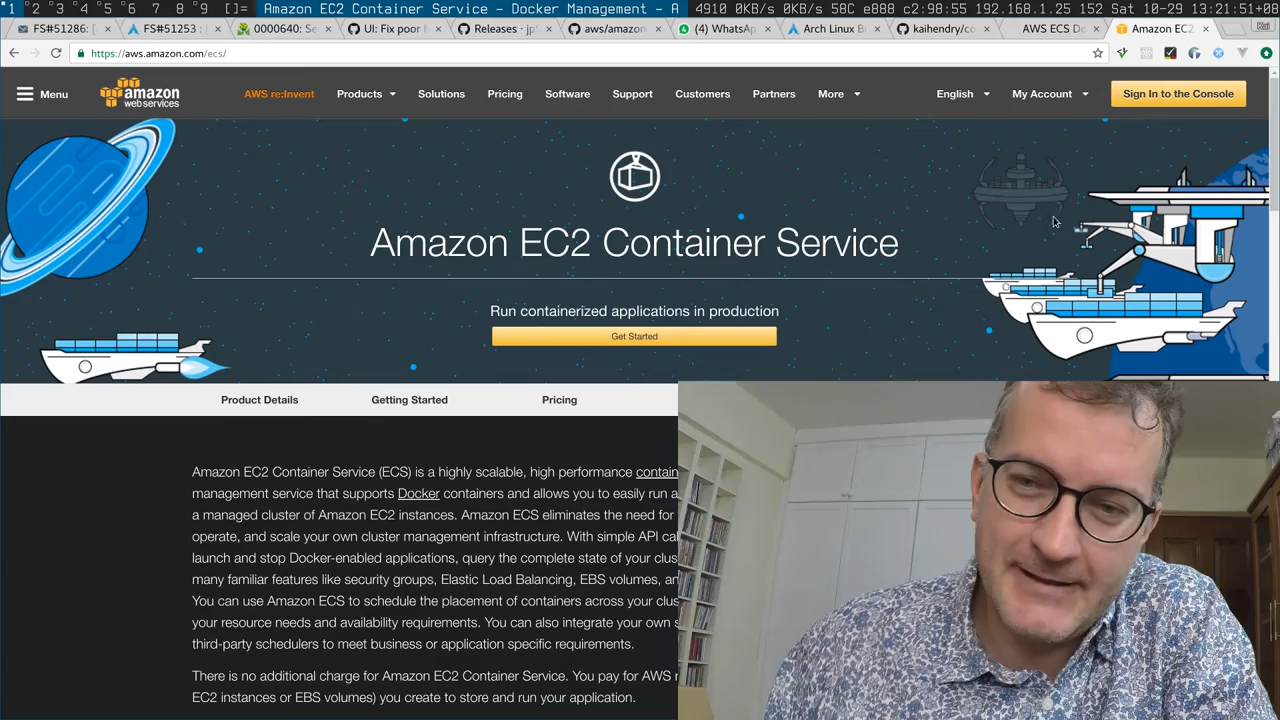 1 2 3 4 5 6 7 8 9 []= Amazon EC2 Container Service - Docker Management - A 4910 0KB/s 0KB/s 58C e888 c2:98:55 192.168.1.25 152 Sat 10-29 13:21:51+08
FS#51286: [ FS#51253 : 0000640: Se UI: Fix poor Releases · jp aws/amazon (4) WhatsA Arch Linux B kaihendry/co AWS ECS Do Amazon EC2 Kai
https://aws.amazon.com/ecs/
Menu amazon web services AWS re:Invent Products Solutions Pricing Software Support Customers Partners More English My Account Sign In to the Console
Amazon EC2 Container Service
Run containerized applications in production
Get Started
Product Details Getting Started Pricing
Amazon EC2 Container Service (ECS) is a highly scalable, high performance contain
management service that supports Docker containers and allows you to easily run a
a managed cluster of Amazon EC2 instances. Amazon ECS eliminates the need for
operate, and scale your own cluster management infrastructure. With simple API cal
launch and stop Docker-enabled applications, query the complete state of your clus
many familiar features like security groups, Elastic Load Balancing, EBS volumes, an
You can use Amazon ECS to schedule the placement of containers across your clus
your resource needs and availability requirements. You can also integrate your own s
third-party schedulers to meet business or application specific requirements.
There is no additional charge for Amazon EC2 Container Service. You pay for AWS r
EC2 instances or EBS volumes) you create to store and run your application.